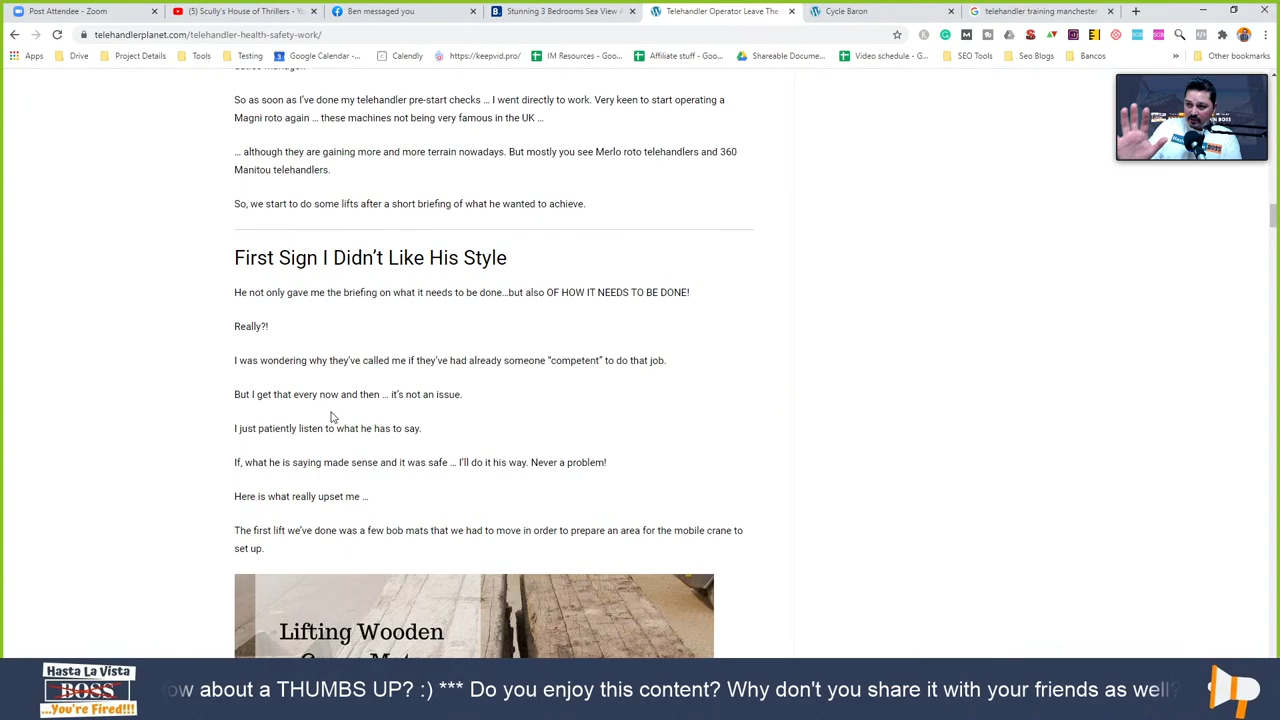 Post Attendee - Zoom
(5) Scully's House of Thrillers - Y
Ben messaged you
Stunning 3 Bedrooms Sea View A
Telehandler Operator Leave The
Cycle Baron
telehandler training manchester
telehandlerplanet.com/telehandler-health-safety-work/
Apps
Drive
Project Details
Tools
Testing
Google Calendar -...
Calendly
https://keepvid.pro/
IM Resources - Goo...
Affiliate stuff - Goo...
Shareable Docume...
Video schedule - G...
SEO Tools
Seo Blogs
Bancos
»
Other bookmarks
So as soon as I've done my telehandler pre-start checks … I went directly to work. Very keen to start operating a
Magni roto again … these machines not being very famous in the UK …
… although they are gaining more and more terrain nowadays. But mostly you see Merlo roto telehandlers and 360
Manitou telehandlers.
So, we start to do some lifts after a short briefing of what he wanted to achieve.
First Sign I Didn't Like His Style
He not only gave me the briefing on what it needs to be done…but also OF HOW IT NEEDS TO BE DONE!
Really?!
I was wondering why they've called me if they've had already someone “competent” to do that job.
But I get that every now and then … it's not an issue.
I just patiently listen to what he has to say.
If, what he is saying made sense and it was safe … I'll do it his way. Never a problem!
Here is what really upset me …
The first lift we've done was a few bob mats that we had to move in order to prepare an area for the mobile crane to
set up.
Lifting Wooden
Hasta La Vista
BOSS
...You're Fired!!!
ow about a THUMBS UP? :) *** Do you enjoy this content? Why don't you share it with your friends as well?